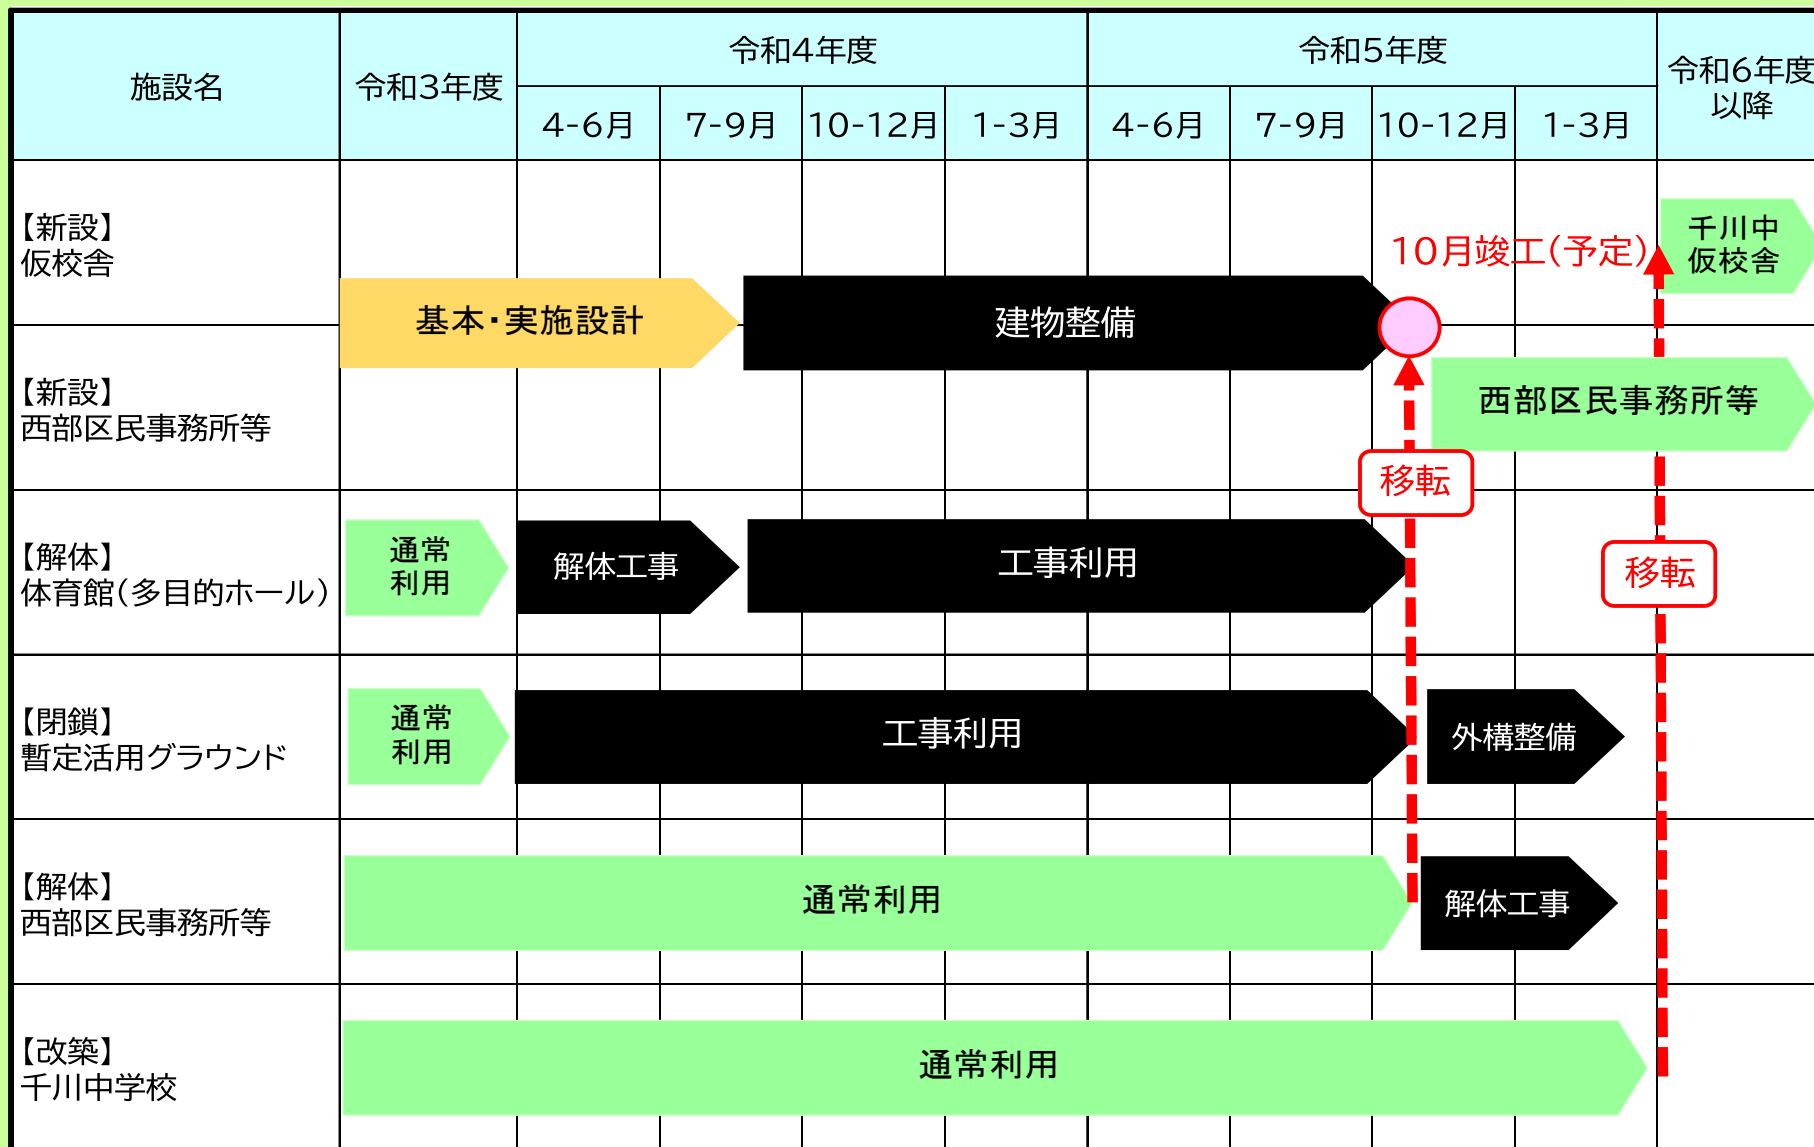 施設名
令和3年度
令和4年度
令和5年度
令和6年度
以降
4-6月
7-9月
10-12月
1-3月
4-6月
7-9月
10-12月
1-3月
【新設】
仮校舎
10月竣工(予定)
千川中
仮校舎
基本・実施設計
建物整備
【新設】
西部区民事務所等
西部区民事務所等
移転
【解体】
体育館(多目的ホール)
通常
利用
解体工事
工事利用
移転
【閉鎖】
暫定活用グラウンド
通常
利用
工事利用
外構整備
【解体】
西部区民事務所等
通常利用
解体工事
【改築】
千川中学校
通常利用